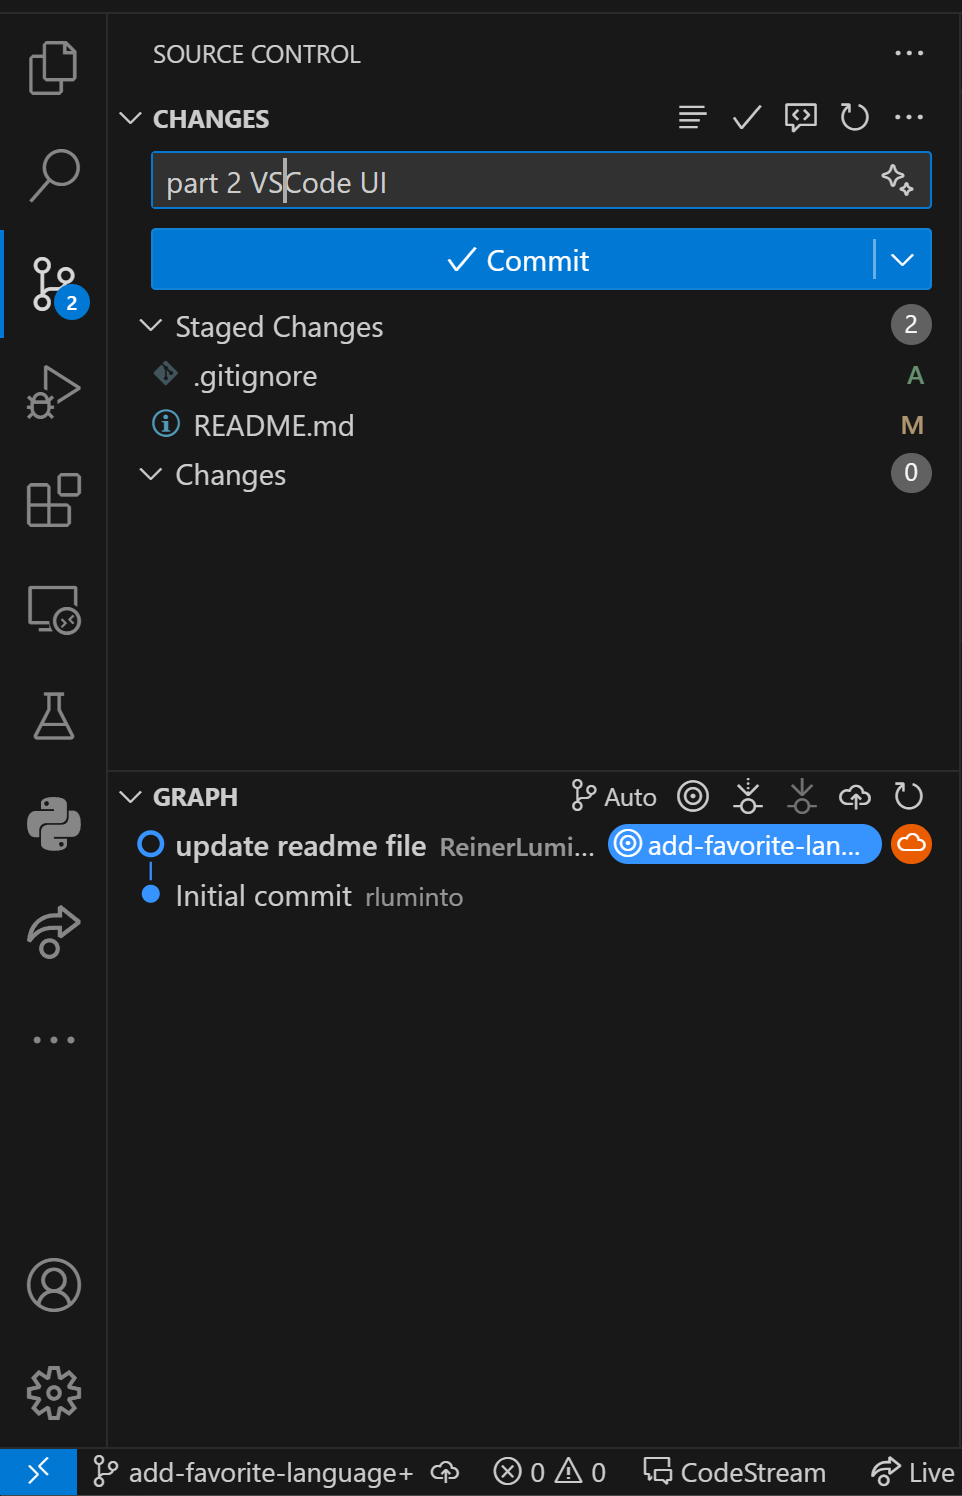 SOURCE CONTROL
CHANGES
part 2 VSCode UI
Commit
Staged Changes 2
.gitignore A
README.md M
Changes 0
GRAPH Auto
update readme file ReinerLumi... add-favorite-lan...
Initial commit rluminto
2
add-favorite-language+ 0 0 CodeStream Live